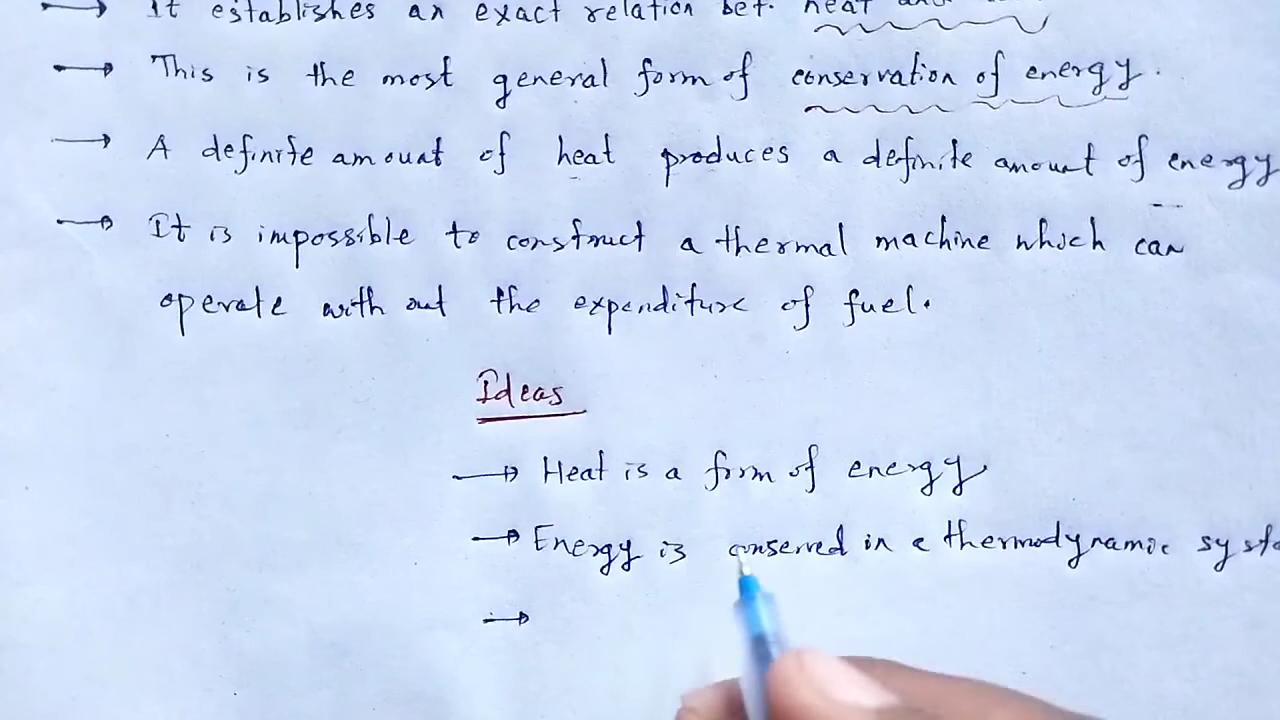 → It establishes an exact relation bet. heat and
→ This is the most general form of conservation of energy.
→ A definite amount of heat produces a definite amount of energy
→ It is impossible to construct a thermal machine which can
operate with out the expenditure of fuel.
Ideas
→ Heat is a form of energy
→ Energy is conserved in a thermodynamic syste
→